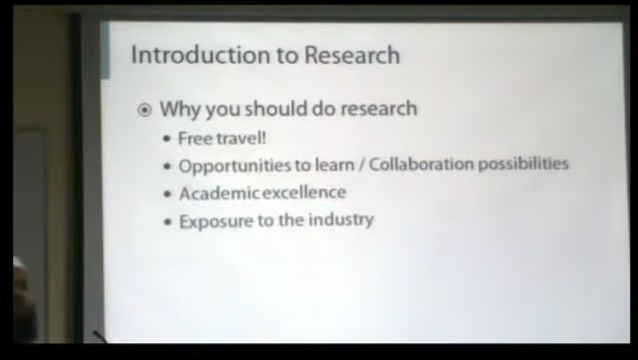 Introduction to Research
Why you should do research
Free travel!
Opportunities to learn / Collaboration possibilities
Academic excellence
Exposure to the industry